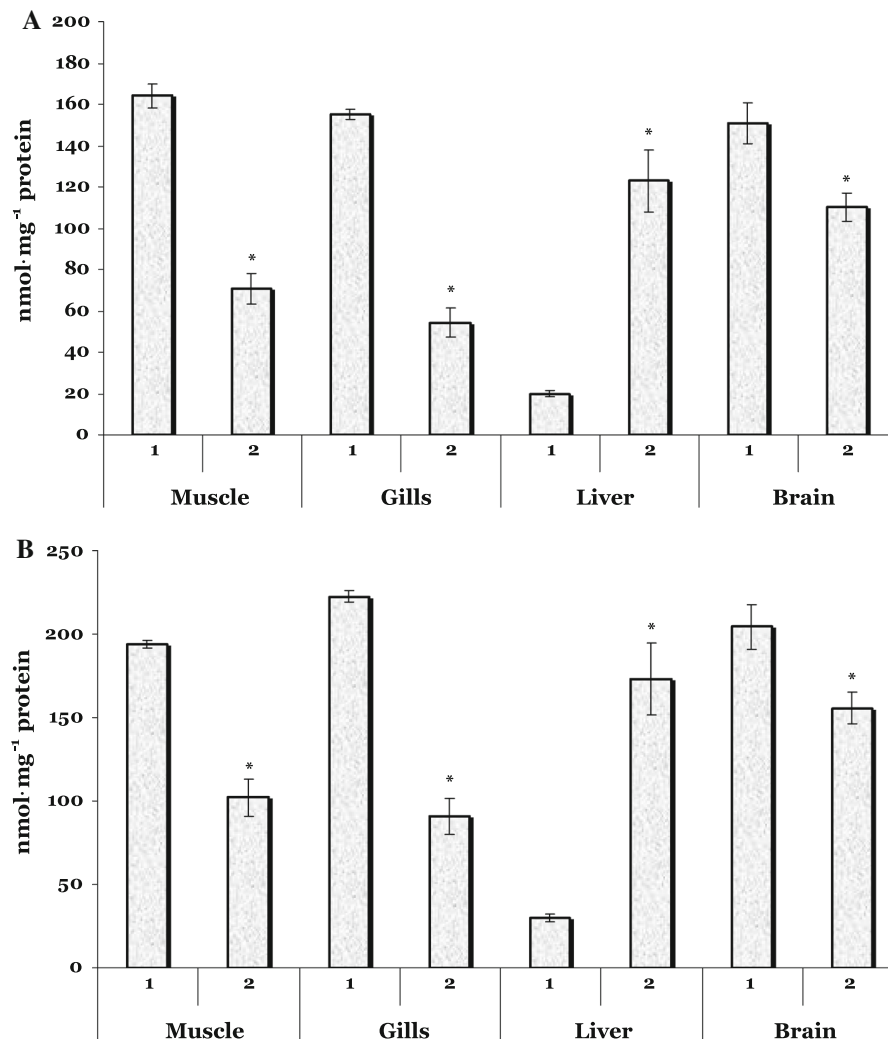 A
200
180
160
140
120
100
80
60
40
20
0
nmol·mg⁻¹ protein
* * * *
1 2 1 2 1 2 1 2
Muscle Gills Liver Brain
B
250
200
150
100
50
0
nmol·mg⁻¹ protein
* * * *
1 2 1 2 1 2 1 2
Muscle Gills Liver Brain